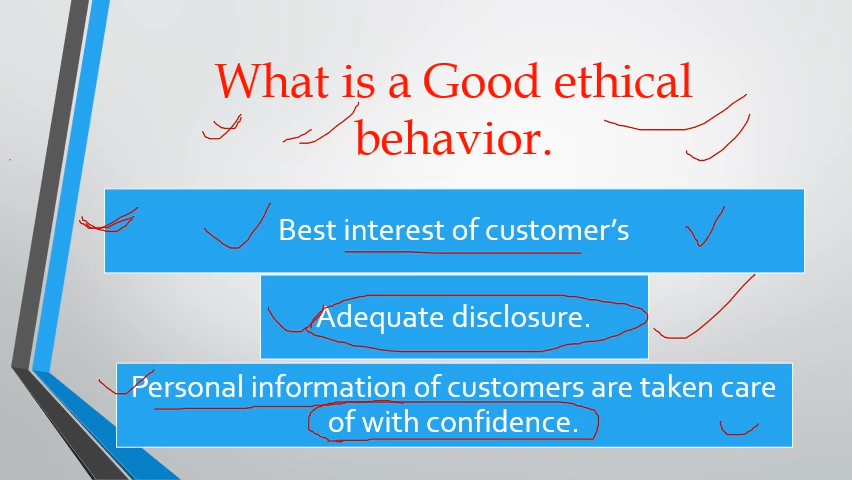 What is a Good ethical
behavior.
Best interest of customer’s
Adequate disclosure.
Personal information of customers are taken care
of with confidence.